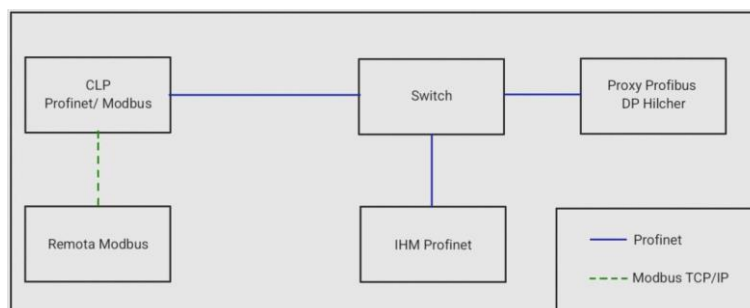 CLP
Profinet/ Modbus
Switch
Proxy Profibus
DP Hilcher
Remota Modbus
IHM Profinet
Profinet
Modbus TCP/IP